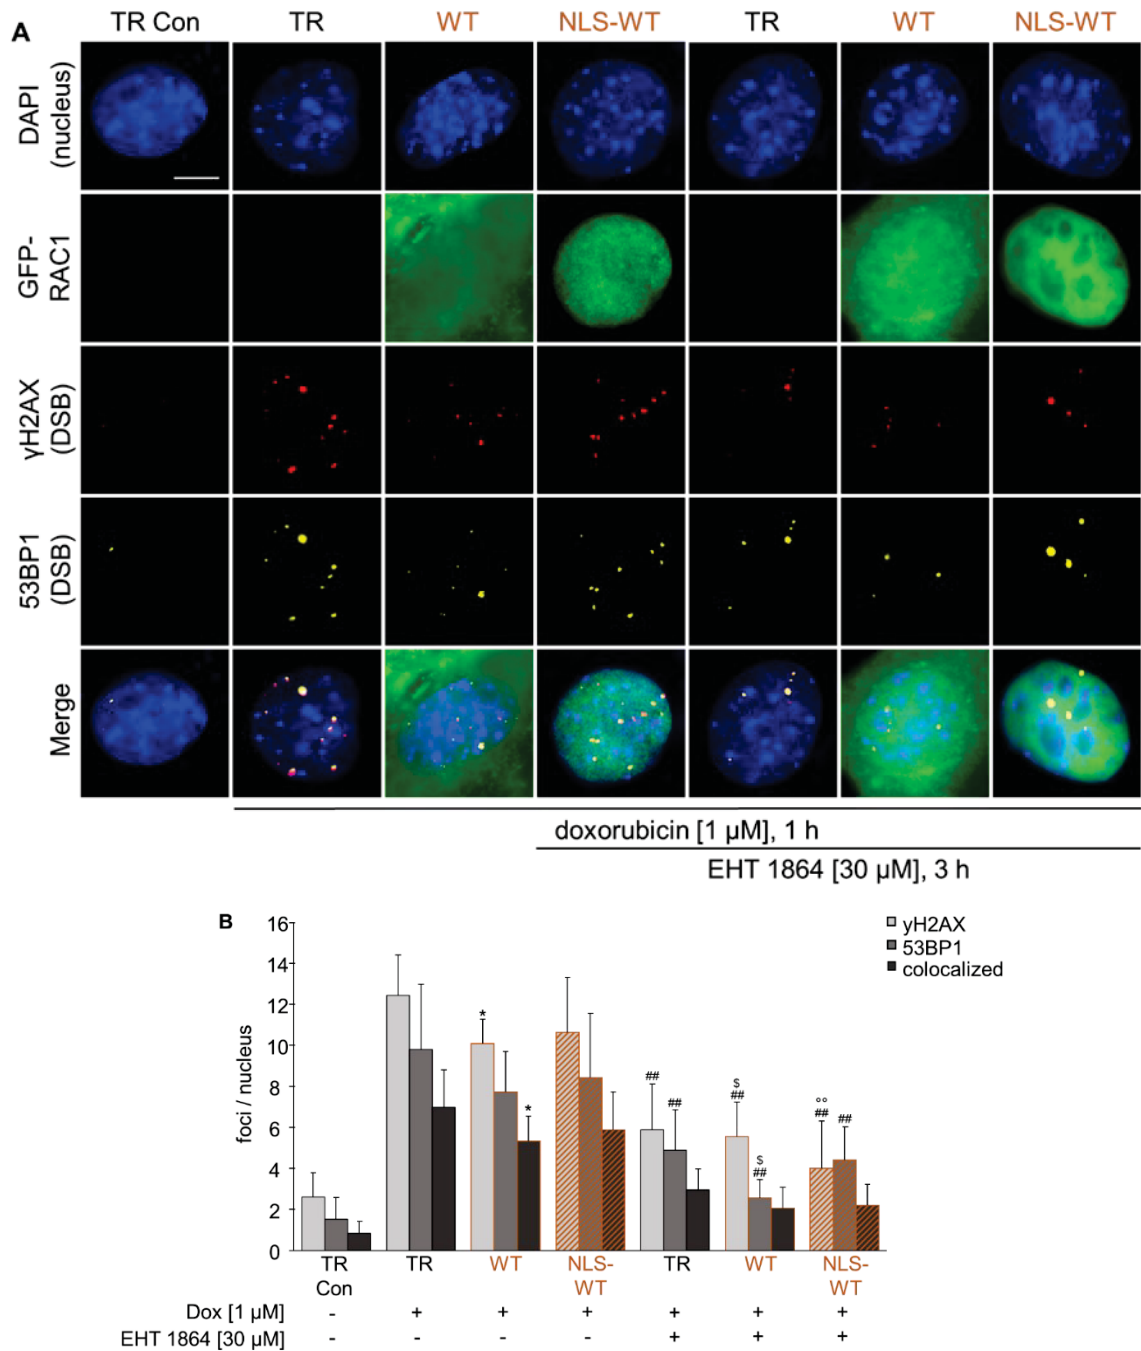 A
TR Con TR WT NLS-WT TR WT NLS-WT
DAPI
(nucleus)
GFP-
RAC1
γH2AX
(DSB)
53BP1
(DSB)
Merge
doxorubicin [1 μM], 1 h
EHT 1864 [30 μM], 3 h
B
γH2AX
53BP1
colocalized
foci / nucleus
16
14
12
10
8
6
4
2
0
*
*
##
##
$
##
$
##
°°
##
##
TR
Con
TR
WT
NLS-
WT
TR
WT
NLS-
WT
Dox [1 μM] - + + + + + +
EHT 1864 [30 μM] - - - - + + +